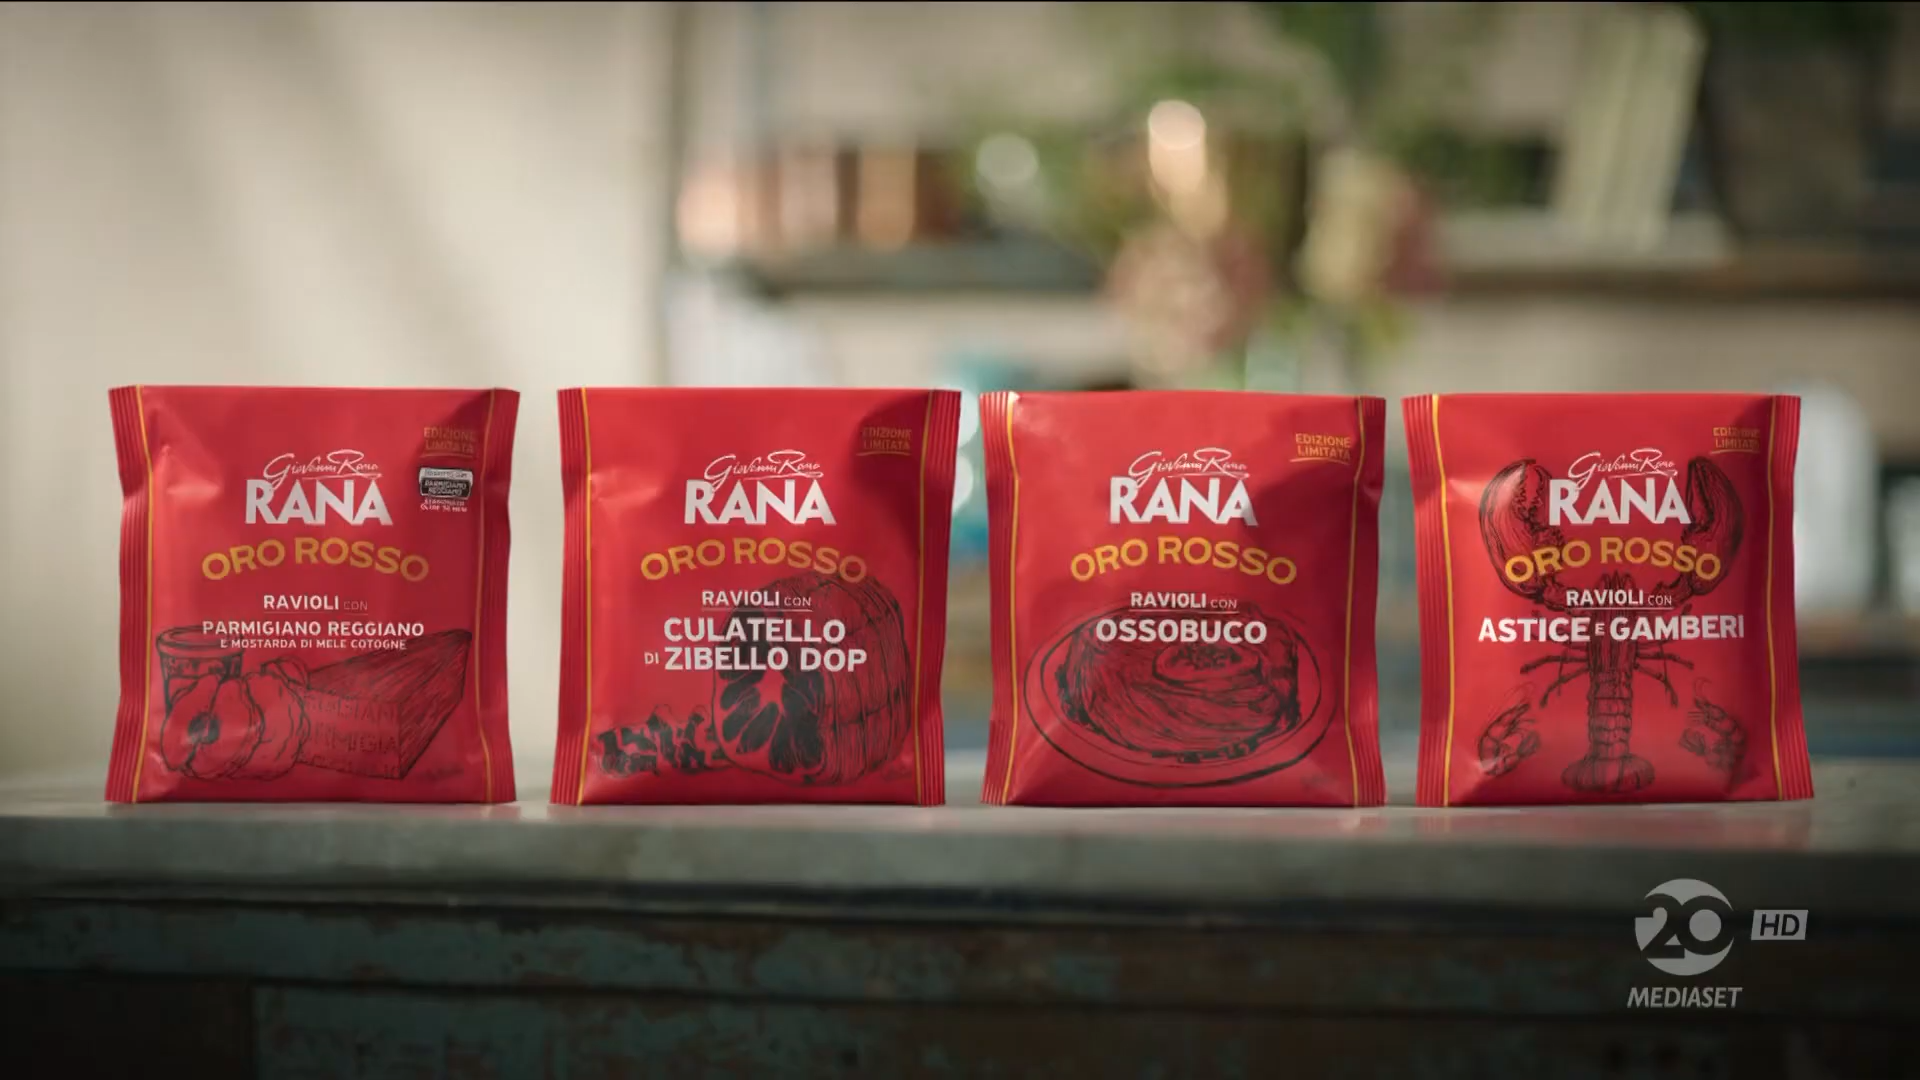 EDIZIONE
LIMITATA
Giovanni Rana
RANA
PARMIGIANO
REGGIANO
ORO ROSSO
RAVIOLI CON
PARMIGIANO REGGIANO
E MOSTARDA DI MELE COTOGNE
EDIZIONE
LIMITATA
Giovanni Rana
RANA
ORO ROSSO
RAVIOLI CON
CULATELLO
DI ZIBELLO DOP
EDIZIONE
LIMITATA
Giovanni Rana
RANA
ORO ROSSO
RAVIOLI CON
OSSOBUCO
EDIZIONE
LIMITATA
Giovanni Rana
RANA
ORO ROSSO
RAVIOLI CON
ASTICE E GAMBERI
20 HD
MEDIASET